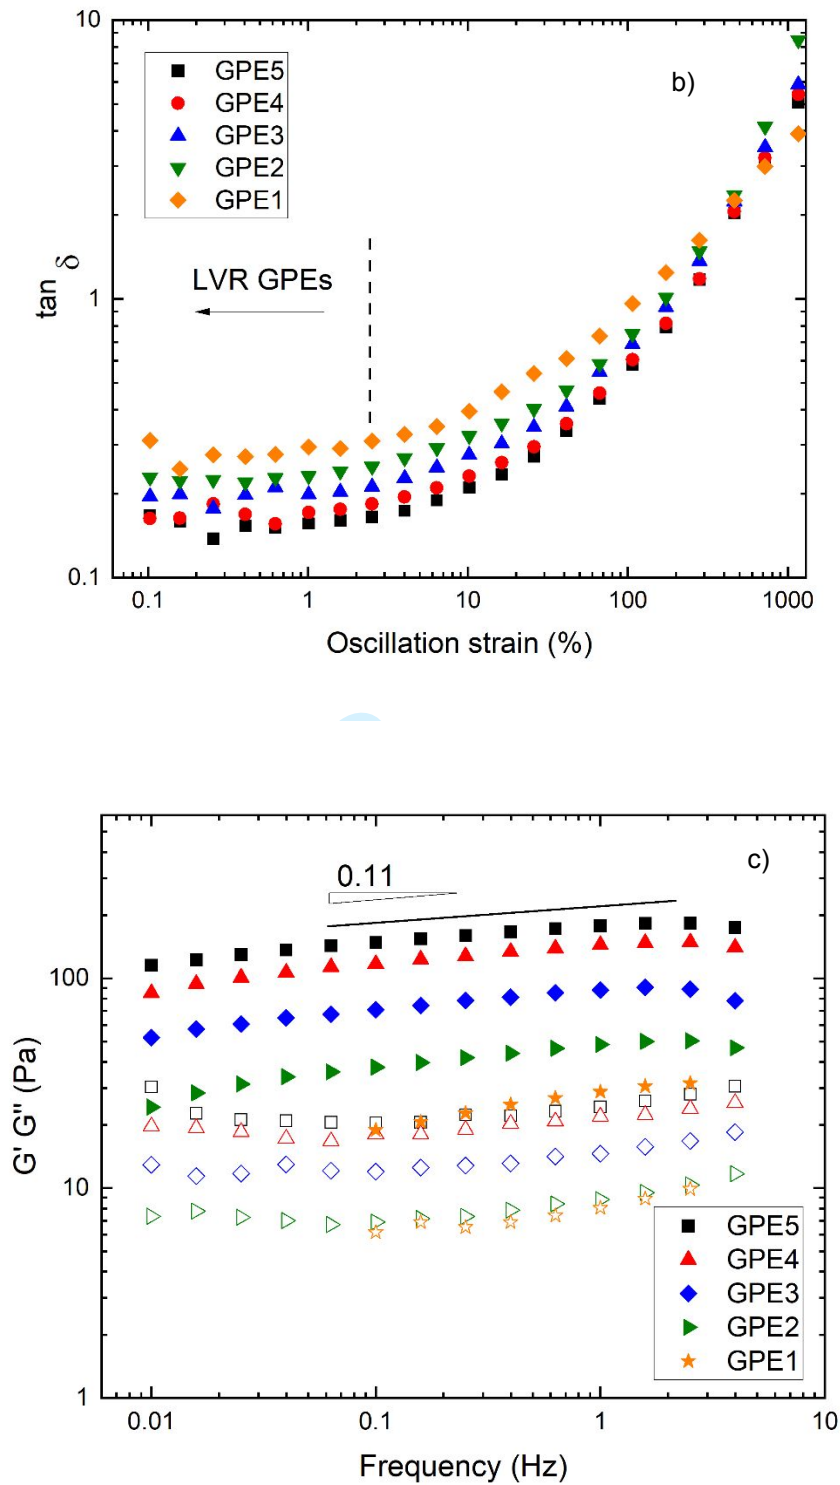 10
b)
GPE5
GPE4
GPE3
GPE2
GPE1
tan δ
LVR GPEs
1
0.1
0.1 1 10 100 1000
Oscillation strain (%)
c)
0.11
100
G' G" (Pa)
10
GPE5
GPE4
GPE3
GPE2
GPE1
1
0.01 0.1 1 10
Frequency (Hz)